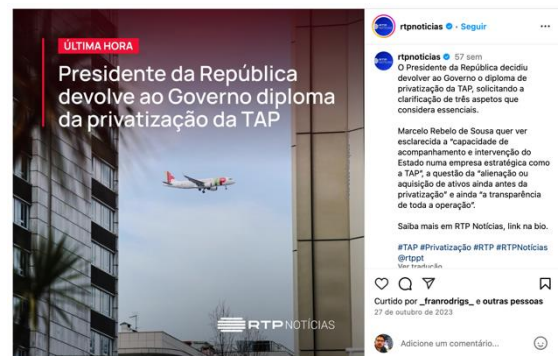 ÚLTIMA HORA
Presidente da República
devolve ao Governo diploma
da privatização da TAP
RTP NOTÍCIAS
rtpnoticias • Seguir
rtpnoticias 57 sem
O Presidente da República decidiu
devolver ao Governo o diploma de
privatização da TAP, solicitando a
clarificação de três aspetos que
considera essenciais.
Marcelo Rebelo de Sousa quer ver
esclarecida a “capacidade de
acompanhamento e intervenção do
Estado numa empresa estratégica como
a TAP”, a questão da “alienação ou
aquisição de ativos ainda antes da
privatização” e ainda “a transparência
de toda a operação”.
Saiba mais em RTP Notícias, link na bio.
#TAP #Privatização #RTP #RTPNotícias
@rtppt
Ver tradução
Curtido por _franrodrigs_ e outras pessoas
27 de outubro de 2023
Adicione um comentário...